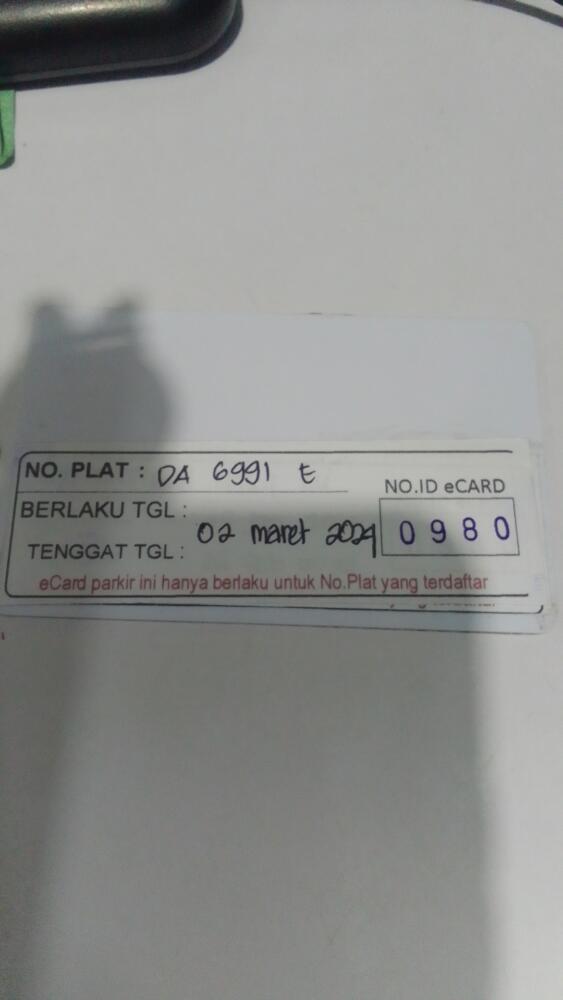 NO. PLAT : DA 6991 E
NO.ID eCARD
BERLAKU TGL :
02 maret 2024
0980
TENGGAT TGL :
eCard parkir ini hanya berlaku untuk No.Plat yang terdaftar